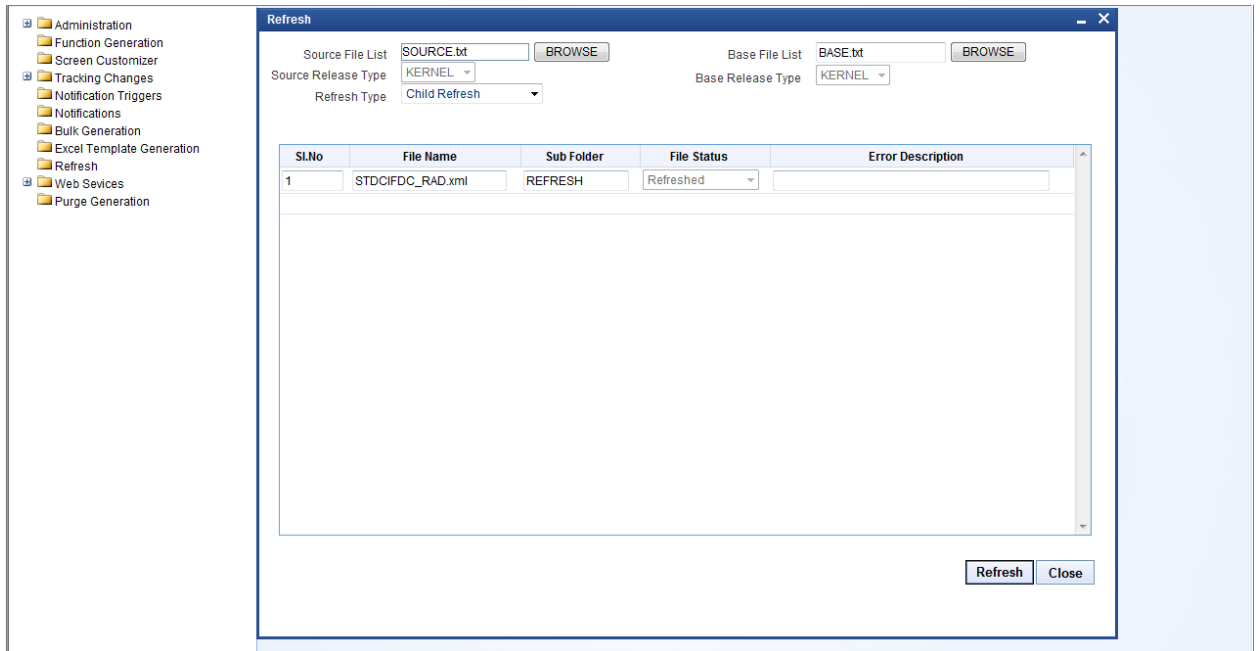 Administration
Function Generation
Screen Customizer
Tracking Changes
Notification Triggers
Notifications
Bulk Generation
Excel Template Generation
Refresh
Web Sevices
Purge Generation
Refresh
Source File List SOURCE.txt BROWSE Base File List BASE.txt BROWSE
Source Release Type KERNEL Base Release Type KERNEL
Refresh Type Child Refresh
Sl.No File Name Sub Folder File Status Error Description
1 STDCIFDC_RAD.xml REFRESH Refreshed
Refresh Close